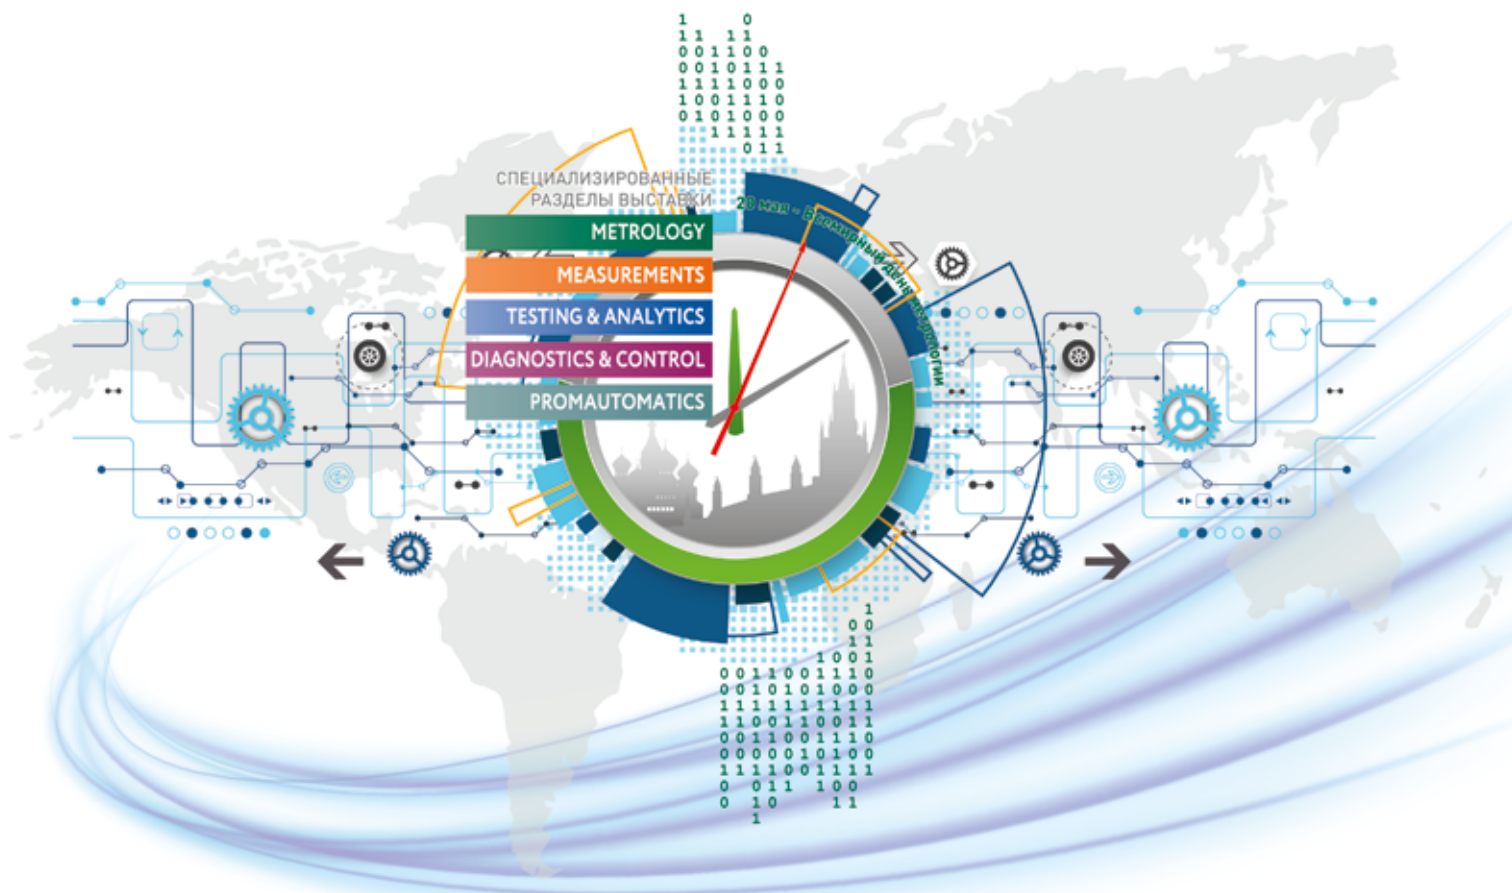 СПЕЦИАЛИЗИРОВАННЫЕ
РАЗДЕЛЫ ВЫСТАВКИ
METROLOGY
MEASUREMENTS
TESTING & ANALYTICS
DIAGNOSTICS & CONTROL
PROMAUTOMATICS
20 мая - Всемирный день метрологии